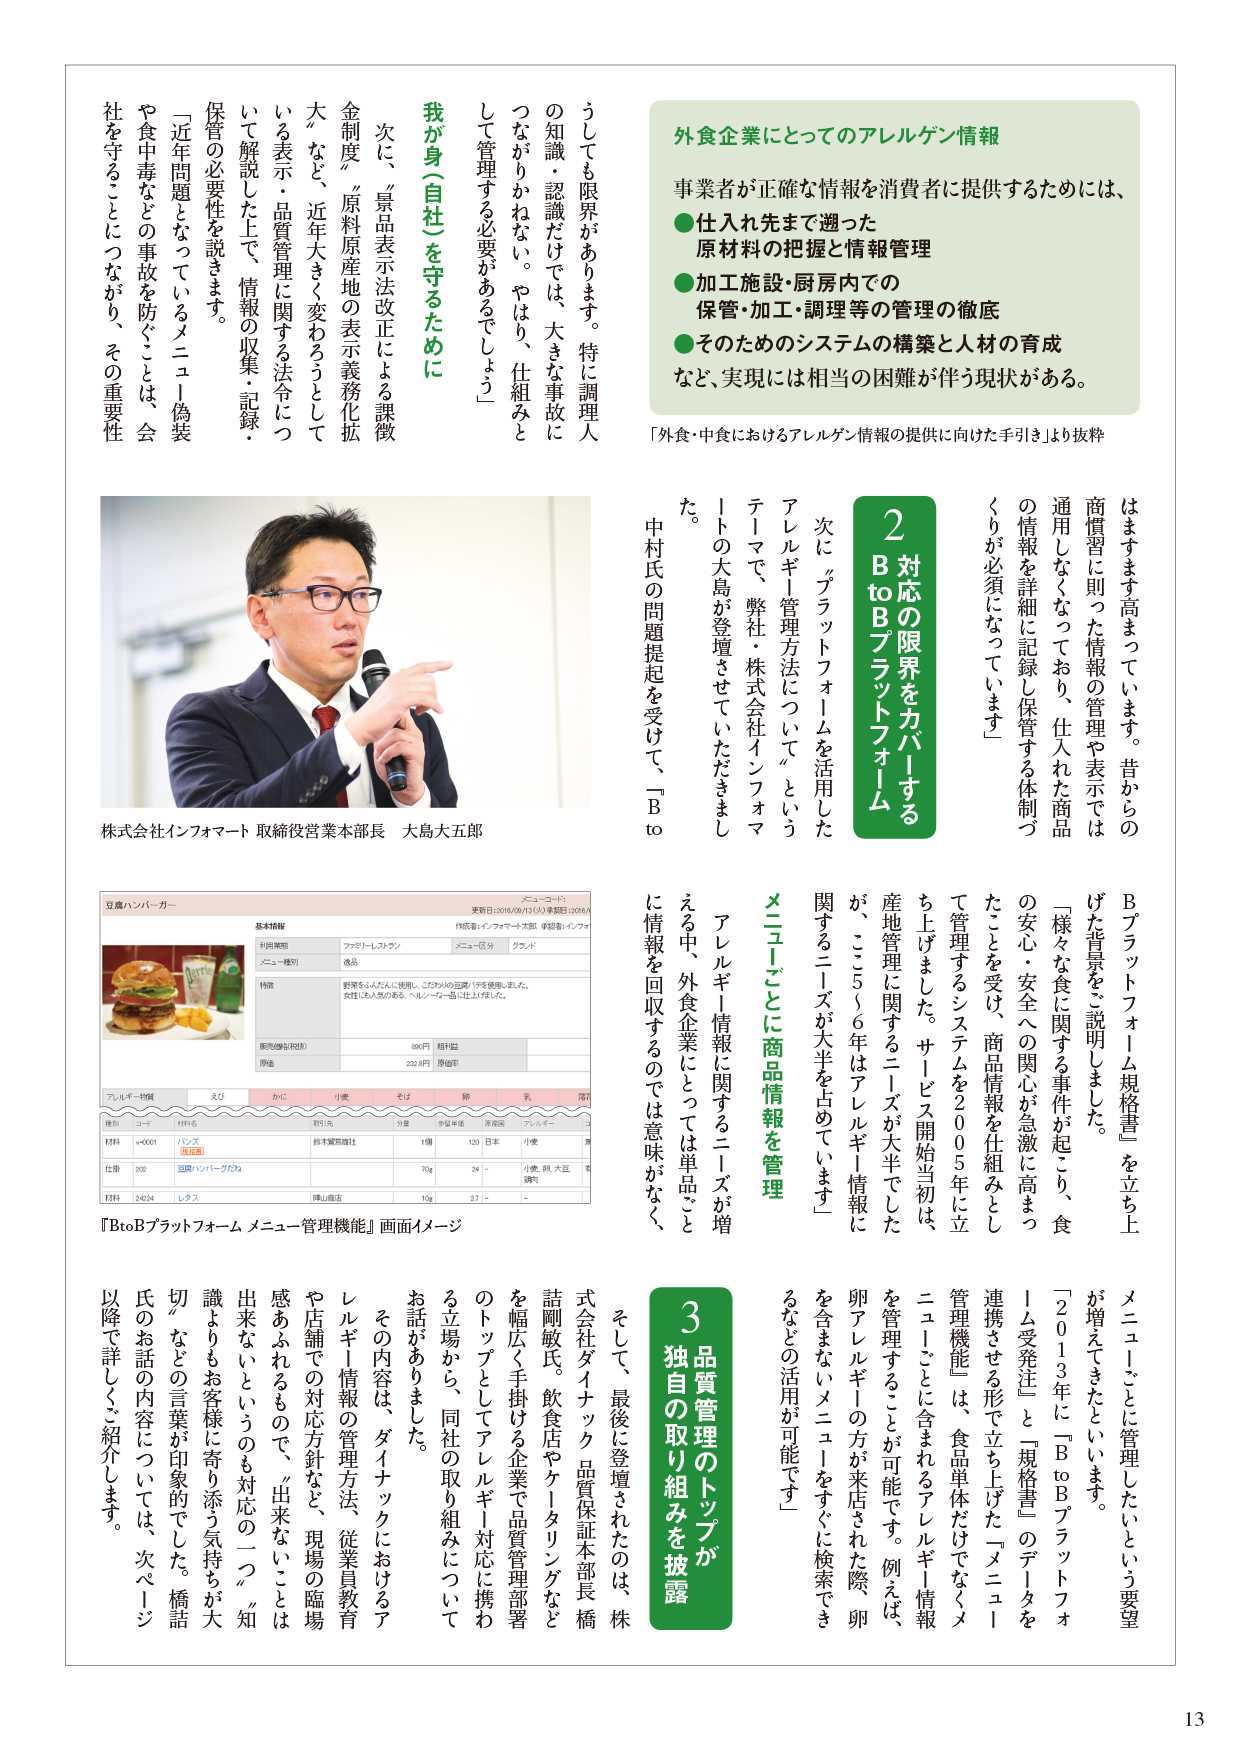 外食企業にとってのアレルゲン情報
事業者が正確な情報を消費者に提供するためには、
●仕入れ先まで遡った
原材料の把握と情報管理
●加工施設・厨房内での
保管・加工・調理等の管理の徹底
●そのためのシステムの構築と人材の育成
など、実現には相当の困難が伴う現状がある。
「外食・中食におけるアレルゲン情報の提供に向けた手引き」より抜粋
うしても限界があります。特に調理人
の知識・認識だけでは、大きな事故に
つながりかねない。やはり、仕組みと
して管理する必要があるでしょう」
我が身（自社）を守るために
次に、〝景品表示法改正による課徴
金制度〟〝原料原産地の表示義務化拡
大〟など、近年大きく変わろうとして
いる表示・品質管理に関する法令につ
いて解説した上で、情報の収集・記録・
保管の必要性を説きます。
「近年問題となっているメニュー偽装
や食中毒などの事故を防ぐことは、会
社を守ることにつながり、その重要性
はますます高まっています。昔からの
商慣習に則った情報の管理や表示では
通用しなくなっており、仕入れた商品
の情報を詳細に記録し保管する体制づ
くりが必須になっています」
2
対応の限界をカバーする
BtoBプラットフォーム
次に〝プラットフォームを活用した
アレルギー管理方法について〟という
テーマで、弊社・株式会社インフォマ
ートの大島が登壇させていただきまし
た。
中村氏の問題提起を受けて、『B to
株式会社インフォマート 取締役営業本部長 大島大五郎
Bプラットフォーム規格書』を立ち上
げた背景をご説明しました。
「様々な食に関する事件が起こり、食
の安心・安全への関心が急激に高まっ
たことを受け、商品情報を仕組みとし
て管理するシステムを2005年に立
ち上げました。サービス開始当初は、
産地管理に関するニーズが大半でした
が、ここ5～6年はアレルギー情報に
関するニーズが大半を占めています」
メニューごとに商品情報を管理
アレルギー情報に関するニーズが増
える中、外食企業にとっては単品ごと
に情報を回収するのでは意味がなく、
豆腐ハンバーガー
メニューコード:
基本情報
利用業態
ファミリーレストラン
メニュー区分
グランド
メニュー種別
逸品
特徴
野菜をふんだんに使用し、こだわりの豆腐パテを使用しました。
女性にも人気のある、ヘルシーな一品に仕上げました。
販売価格(税抜)
890円
粗利益
原価
232.8円
原価率
アレルギー物質
えび
かに
小麦
そば
卵
乳
種別
コード
材料名
取引先
分量
歩留単価
原産国
アレルギー
材料
バンズ
鈴木貿易商社
1個
120
日本
小麦
仕掛
202
豆腐ハンバーグだね
70g
24
-
小麦、卵、大豆
鶏肉
材料
24024
レタス
陣山商店
10g
2.7
-
-
『BtoBプラットフォーム メニュー管理機能』画面イメージ
メニューごとに管理したいという要望
が増えてきたといいます。
「2013年に『B to Bプラットフォ
ーム受発注』と『規格書』のデータを
連携させる形で立ち上げた『メニュー
管理機能』は、食品単体だけでなくメ
ニューごとに含まれるアレルギー情報
を管理することが可能です。例えば、
卵アレルギーの方が来店された際、卵
を含まないメニューをすぐに検索でき
るなどの活用が可能です」
3
品質管理のトップが
独自の取り組みを披露
そして、最後に登壇されたのは、株
式会社ダイナック 品質保証本部長 橋
詰剛敏氏。飲食店やケータリングなど
を幅広く手掛ける企業で品質管理部署
のトップとしてアレルギー対応に携わ
る立場から、同社の取り組みについて
お話がありました。
その内容は、ダイナックにおけるア
レルギー情報の管理方法、従業員教育
や店舗での対応方針など、現場の臨場
感あふれるもので、〝出来ないことは
出来ないというのも対応の一つ〟〝知
識よりもお客様に寄り添う気持ちが大
切〟などの言葉が印象的でした。橋詰
氏のお話の内容については、次ページ
以降で詳しくご紹介します。
13